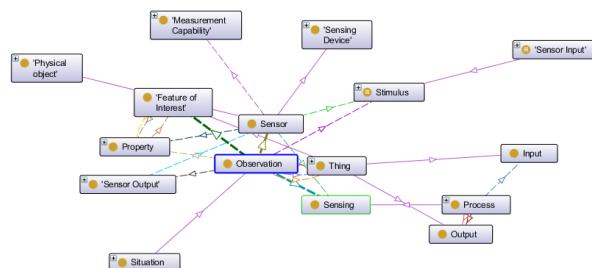 'Measurement
Capability'
'Sensing
Device'
'Sensor Input'
'Physical
object'
'Feature of
Interest'
Stimulus
Sensor
Property
Input
Observation
Thing
'Sensor Output'
Sensing
Process
Output
Situation